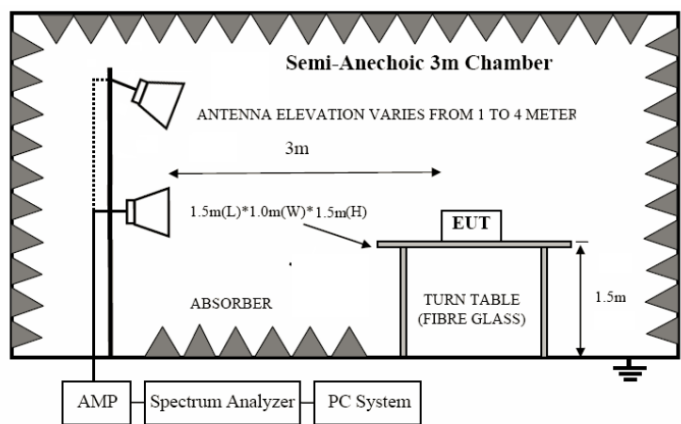 Semi-Anechoic 3m Chamber
ANTENNA ELEVATION VARIES FROM 1 TO 4 METER
3m
1.5m(L)*1.0m(W)*1.5m(H)
EUT
ABSORBER
TURN TABLE
(FIBRE GLASS)
1.5m
AMP
Spectrum Analyzer
PC System